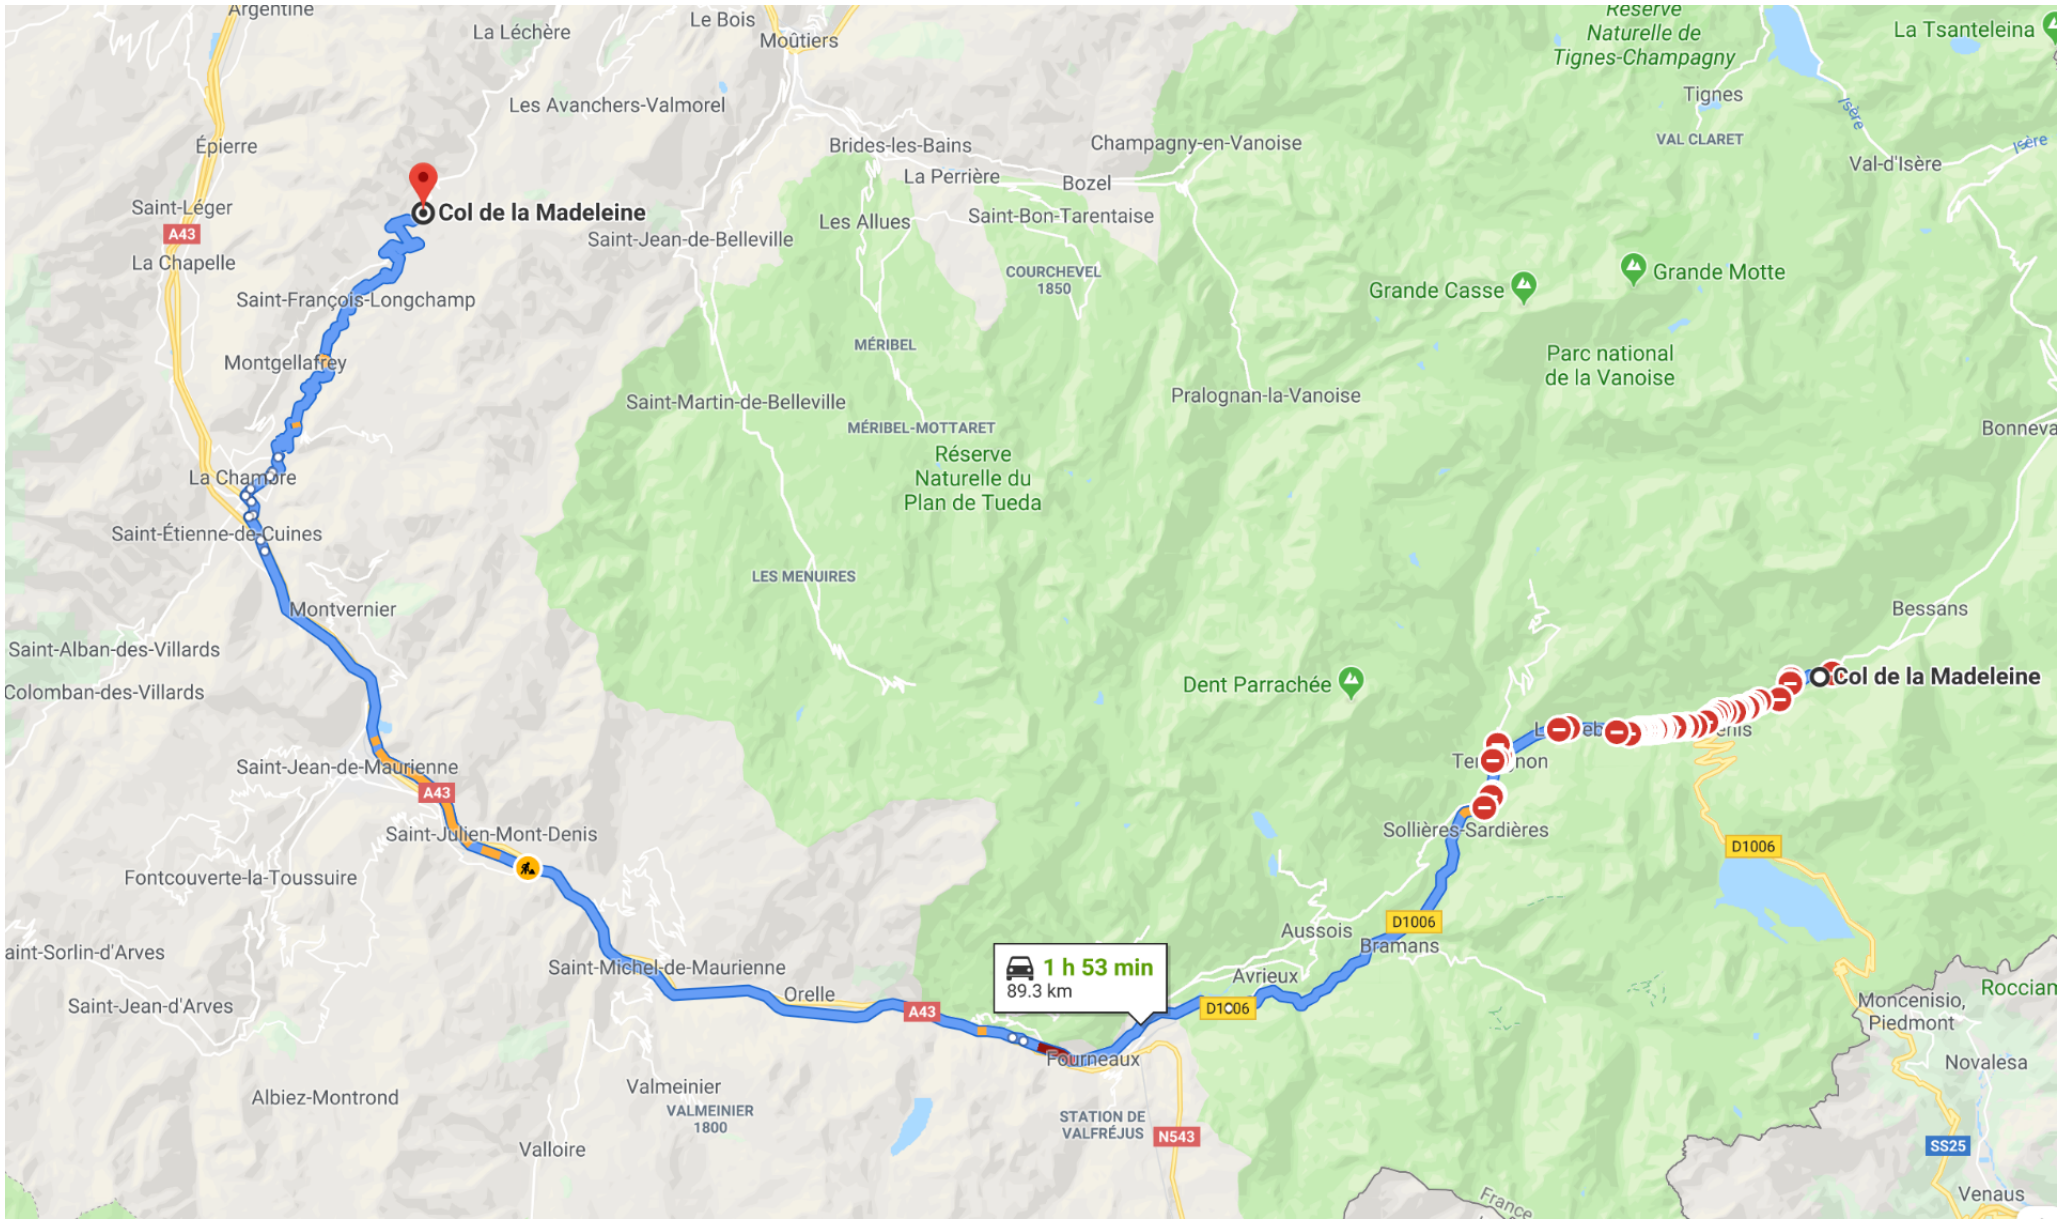 Argentine
La Léchère
Le Bois
Moûtiers
Réserve
Naturelle de
Tignes-Champagny
La Tsanteleina
Les Avanchers-Valmorel
Tignes
Isère
Épierre
Brides-les-Bains
Champagny-en-Vanoise
VAL CLARET
Isère
Val-d'Isère
La Perrière
Bozel
Saint-Léger
A43
Col de la Madeleine
Les Allues
Saint-Bon-Tarentaise
Saint-Jean-de-Belleville
La Chapelle
COURCHEVEL
1850
Grande Casse
Grande Motte
Saint-François-Longchamp
MÉRIBEL
Montgellafrey
Parc national
de la Vanoise
Saint-Martin-de-Belleville
Pralognan-la-Vanoise
MÉRIBEL-MOTTARET
Bonneva
Réserve
Naturelle du
Plan de Tueda
La Chambre
Saint-Étienne-de-Cuines
LES MENUIRES
Montvernier
Bessans
Saint-Alban-des-Villards
Colomban-des-Villards
Dent Parrachée
Col de la Madeleine
Saint-Jean-de-Maurienne
A43
Saint-Julien-Mont-Denis
Sollières-Sardières
D1006
Fontcouverte-la-Toussuire
D1006
Aussois
Bramans
aint-Sorlin-d'Arves
Saint-Michel-de-Maurienne
1 h 53 min
89.3 km
Avrieux
Orelle
Saint-Jean-d'Arves
A43
D1006
Rocciam
Moncenisio,
Piedmont
Fourneaux
Novalesa
Valmeinier
Albiez-Montrond
VALMEINIER
1800
STATION DE
VALFRÉJUS
N543
Valloire
SS25
France
Venaus